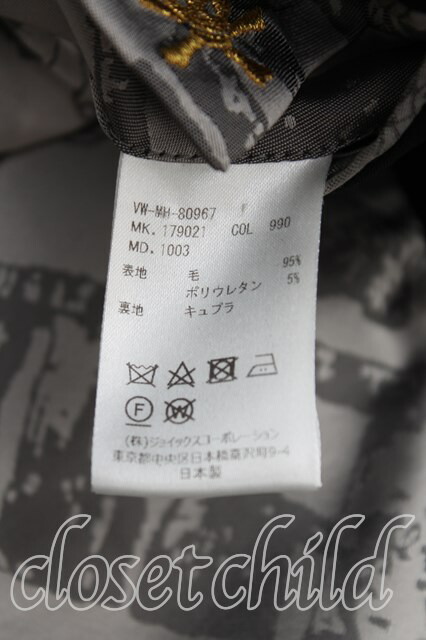 VW-MH-80967 F
MK. 179021 COL 990
MD. 1003
表地 毛 95%
ポリウレタン 5%
裏地 キュプラ
F
W
(株)ジョイックスコーポレーション
東京都中央区日本橋富沢町9-4
日本製
closet child